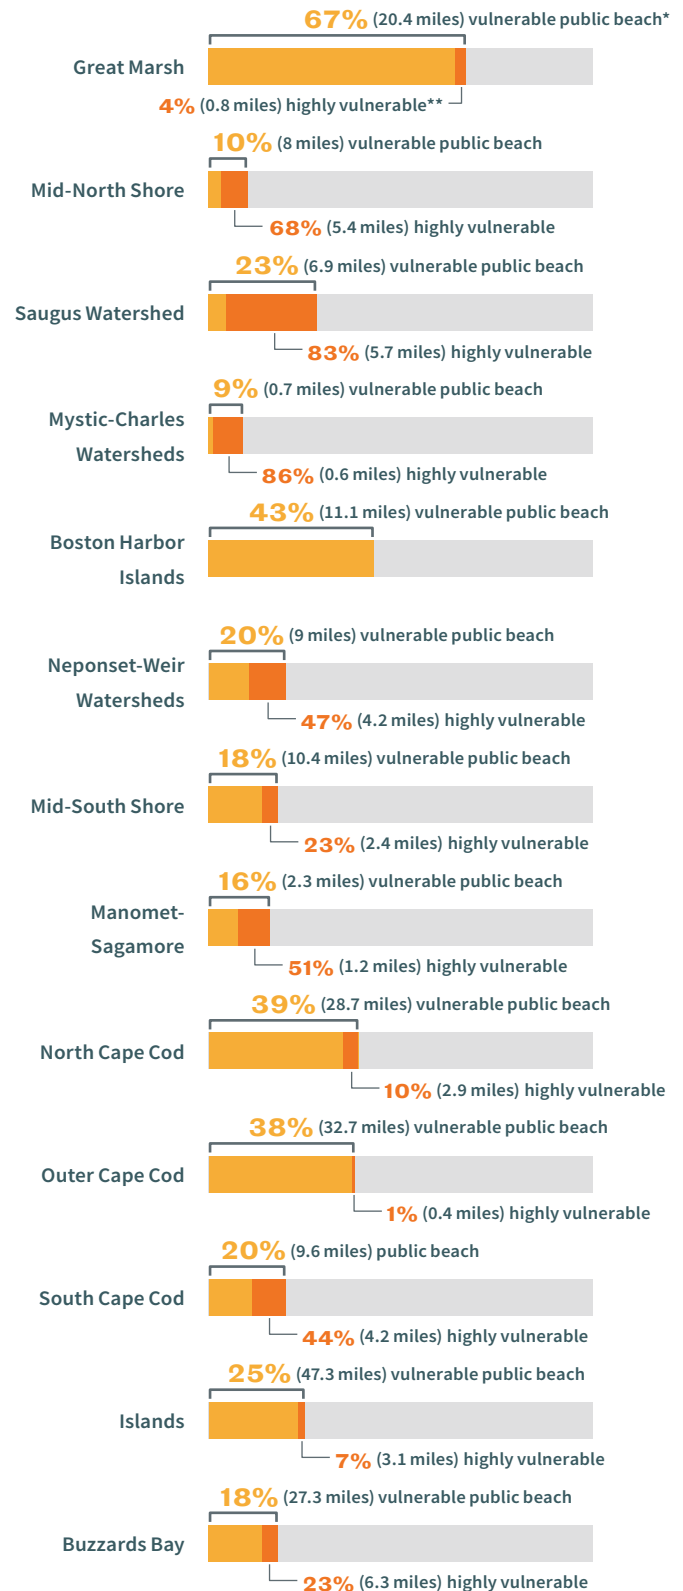 67% (20.4 miles) vulnerable public beach*
Great Marsh
4% (0.8 miles) highly vulnerable**
10% (8 miles) vulnerable public beach
Mid-North Shore
68% (5.4 miles) highly vulnerable
23% (6.9 miles) vulnerable public beach
Saugus Watershed
83% (5.7 miles) highly vulnerable
9% (0.7 miles) vulnerable public beach
Mystic-Charles
Watersheds
86% (0.6 miles) highly vulnerable
43% (11.1 miles) vulnerable public beach
Boston Harbor
Islands
20% (9 miles) vulnerable public beach
Neponset-Weir
Watersheds
47% (4.2 miles) highly vulnerable
18% (10.4 miles) vulnerable public beach
Mid-South Shore
23% (2.4 miles) highly vulnerable
16% (2.3 miles) vulnerable public beach
Manomet-
Sagamore
51% (1.2 miles) highly vulnerable
39% (28.7 miles) vulnerable public beach
North Cape Cod
10% (2.9 miles) highly vulnerable
38% (32.7 miles) vulnerable public beach
Outer Cape Cod
1% (0.4 miles) highly vulnerable
20% (9.6 miles) public beach
South Cape Cod
44% (4.2 miles) highly vulnerable
25% (47.3 miles) vulnerable public beach
Islands
7% (3.1 miles) highly vulnerable
18% (27.3 miles) vulnerable public beach
Buzzards Bay
23% (6.3 miles) highly vulnerable